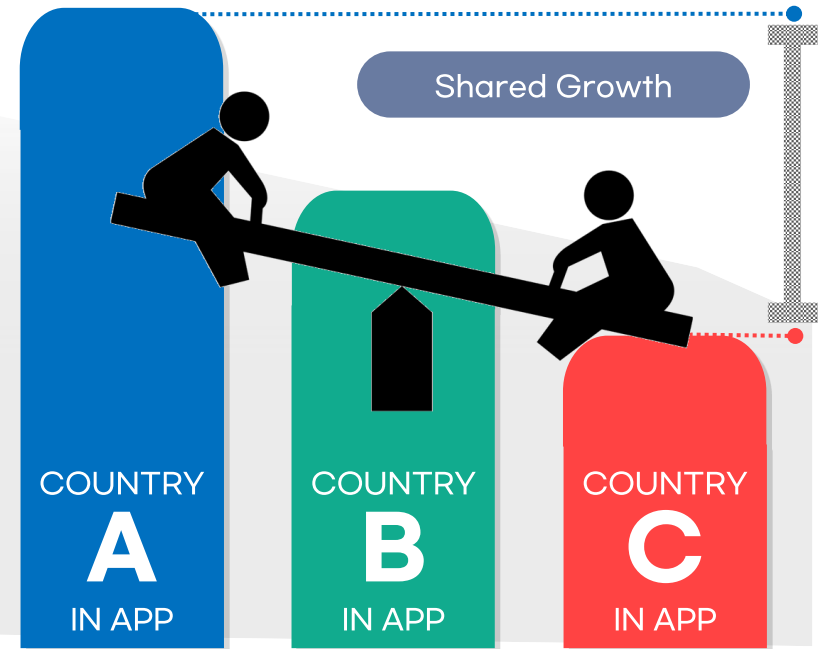 Shared Growth
COUNTRY
A
IN APP
COUNTRY
B
IN APP
COUNTRY
C
IN APP